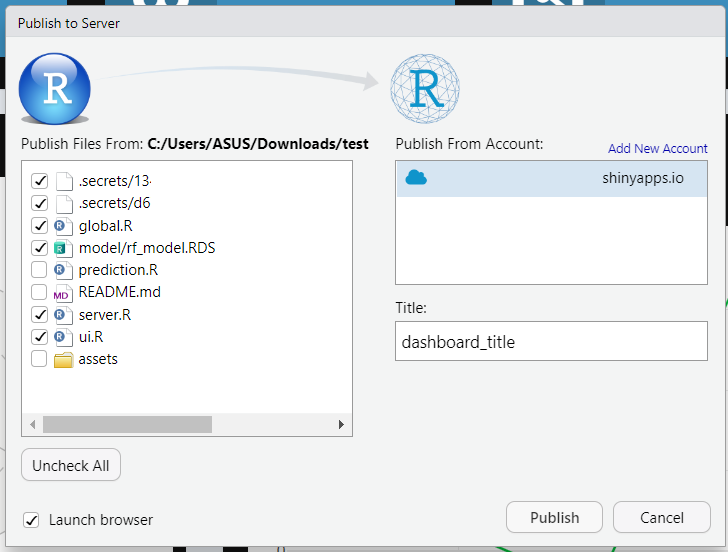 Publish to Server
R
R
Publish Files From: C:/Users/ASUS/Downloads/test
.secrets/13-
.secrets/d6
R global.R
R model/rf_model.RDS
R prediction.R
MD README.md
R server.R
R ui.R
assets
Uncheck All
Launch browser
Publish From Account:
Add New Account
shinyapps.io
Title:
dashboard_title
Publish
Cancel